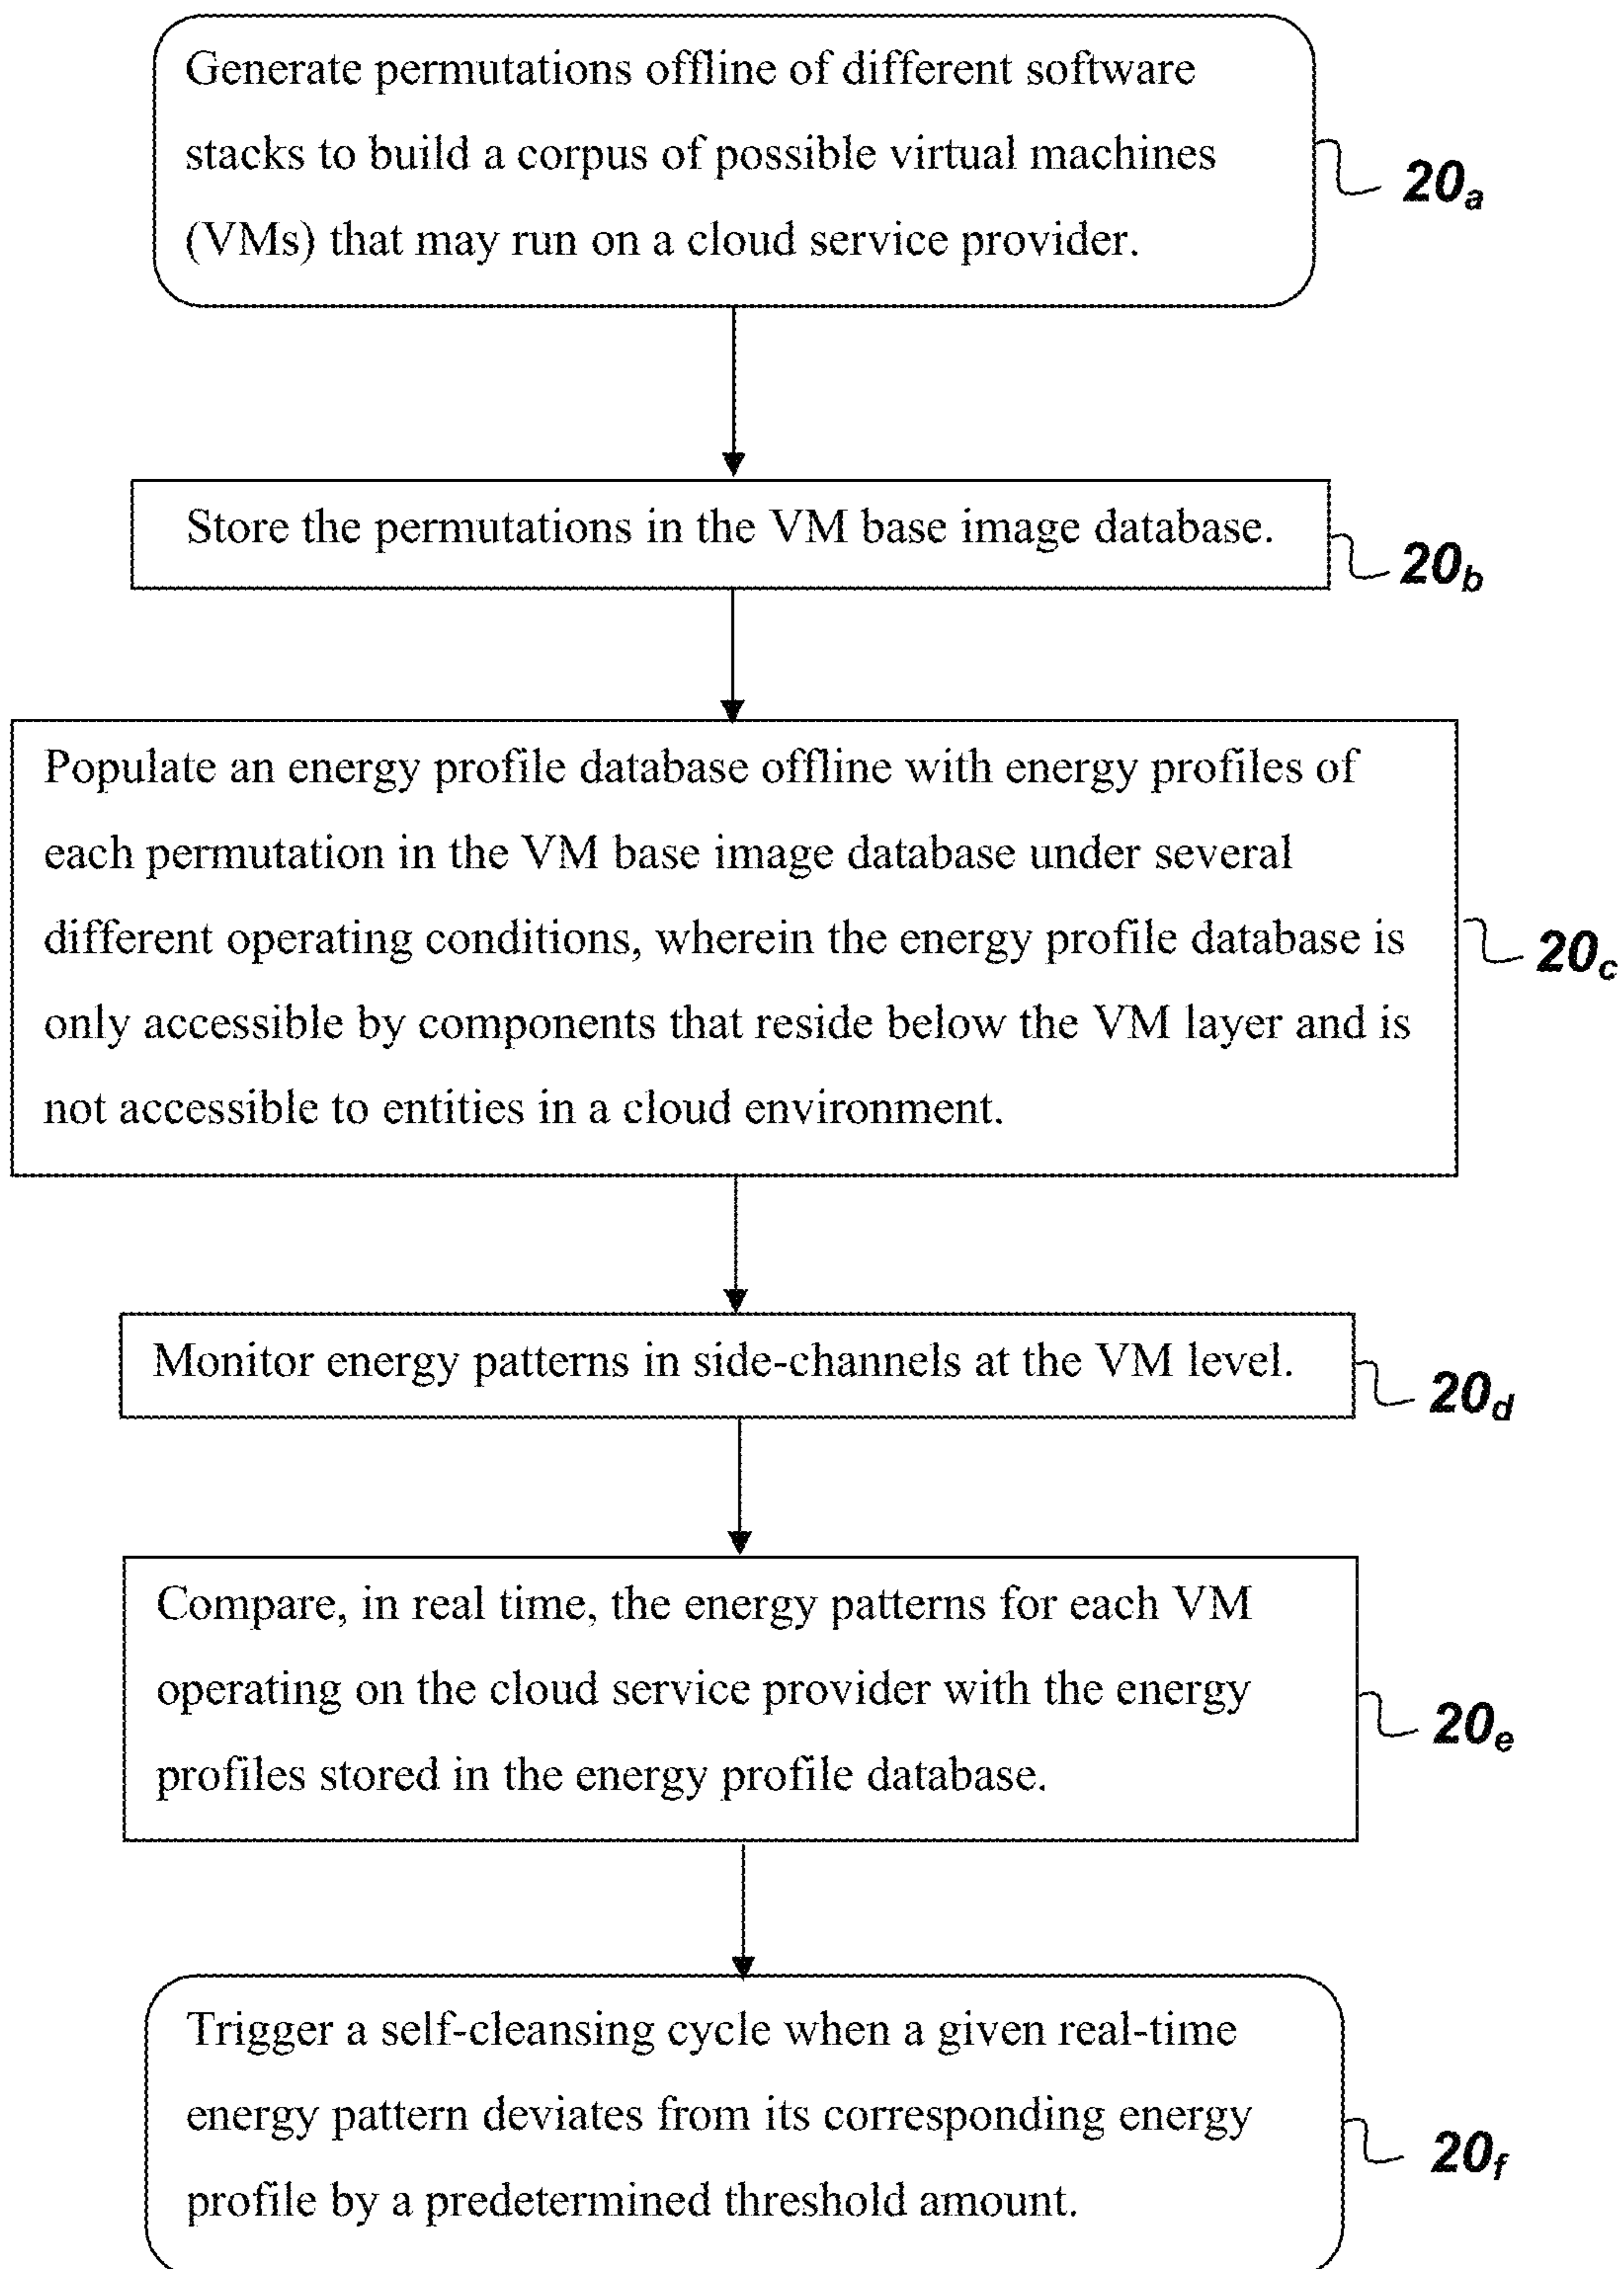 Generate permutations offline of different software
stacks to build a corpus of possible virtual machines
(VMs) that may run on a cloud service provider.
20a
Store the permutations in the VM base image database.
20b
Populate an energy profile database offline with energy profiles of
each permutation in the VM base image database under several
different operating conditions, wherein the energy profile database is
only accessible by components that reside below the VM layer and is
not accessible to entities in a cloud environment.
20c
Monitor energy patterns in side-channels at the VM level.
20d
Compare, in real time, the energy patterns for each VM
operating on the cloud service provider with the energy
profiles stored in the energy profile database.
20e
Trigger a self-cleansing cycle when a given real-time
energy pattern deviates from its corresponding energy
profile by a predetermined threshold amount.
20f